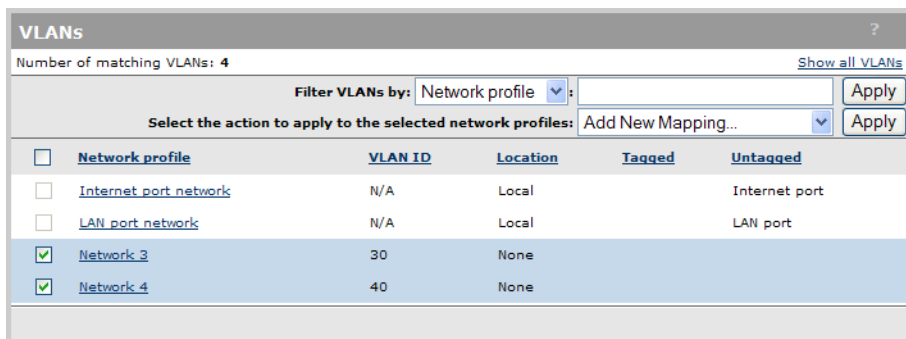 VLANs ?
Number of matching VLANs: 4 Show all VLANs
Filter VLANs by: Network profile : Apply
Select the action to apply to the selected network profiles: Add New Mapping... Apply
Network profile VLAN ID Location Tagged Untagged
Internet port network N/A Local Internet port
LAN port network N/A Local LAN port
Network 3 30 None
Network 4 40 None